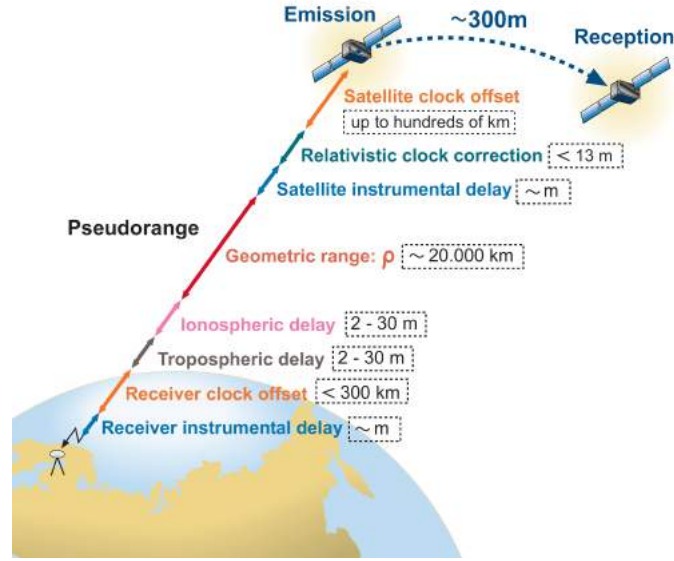 Emission
~300m
Reception
Satellite clock offset
up to hundreds of km
Relativistic clock correction < 13 m
Satellite instrumental delay ~ m
Pseudorange
Geometric range: ρ ~ 20.000 km
Ionospheric delay 2 - 30 m
Tropospheric delay 2 - 30 m
Receiver clock offset < 300 km
Receiver instrumental delay ~ m